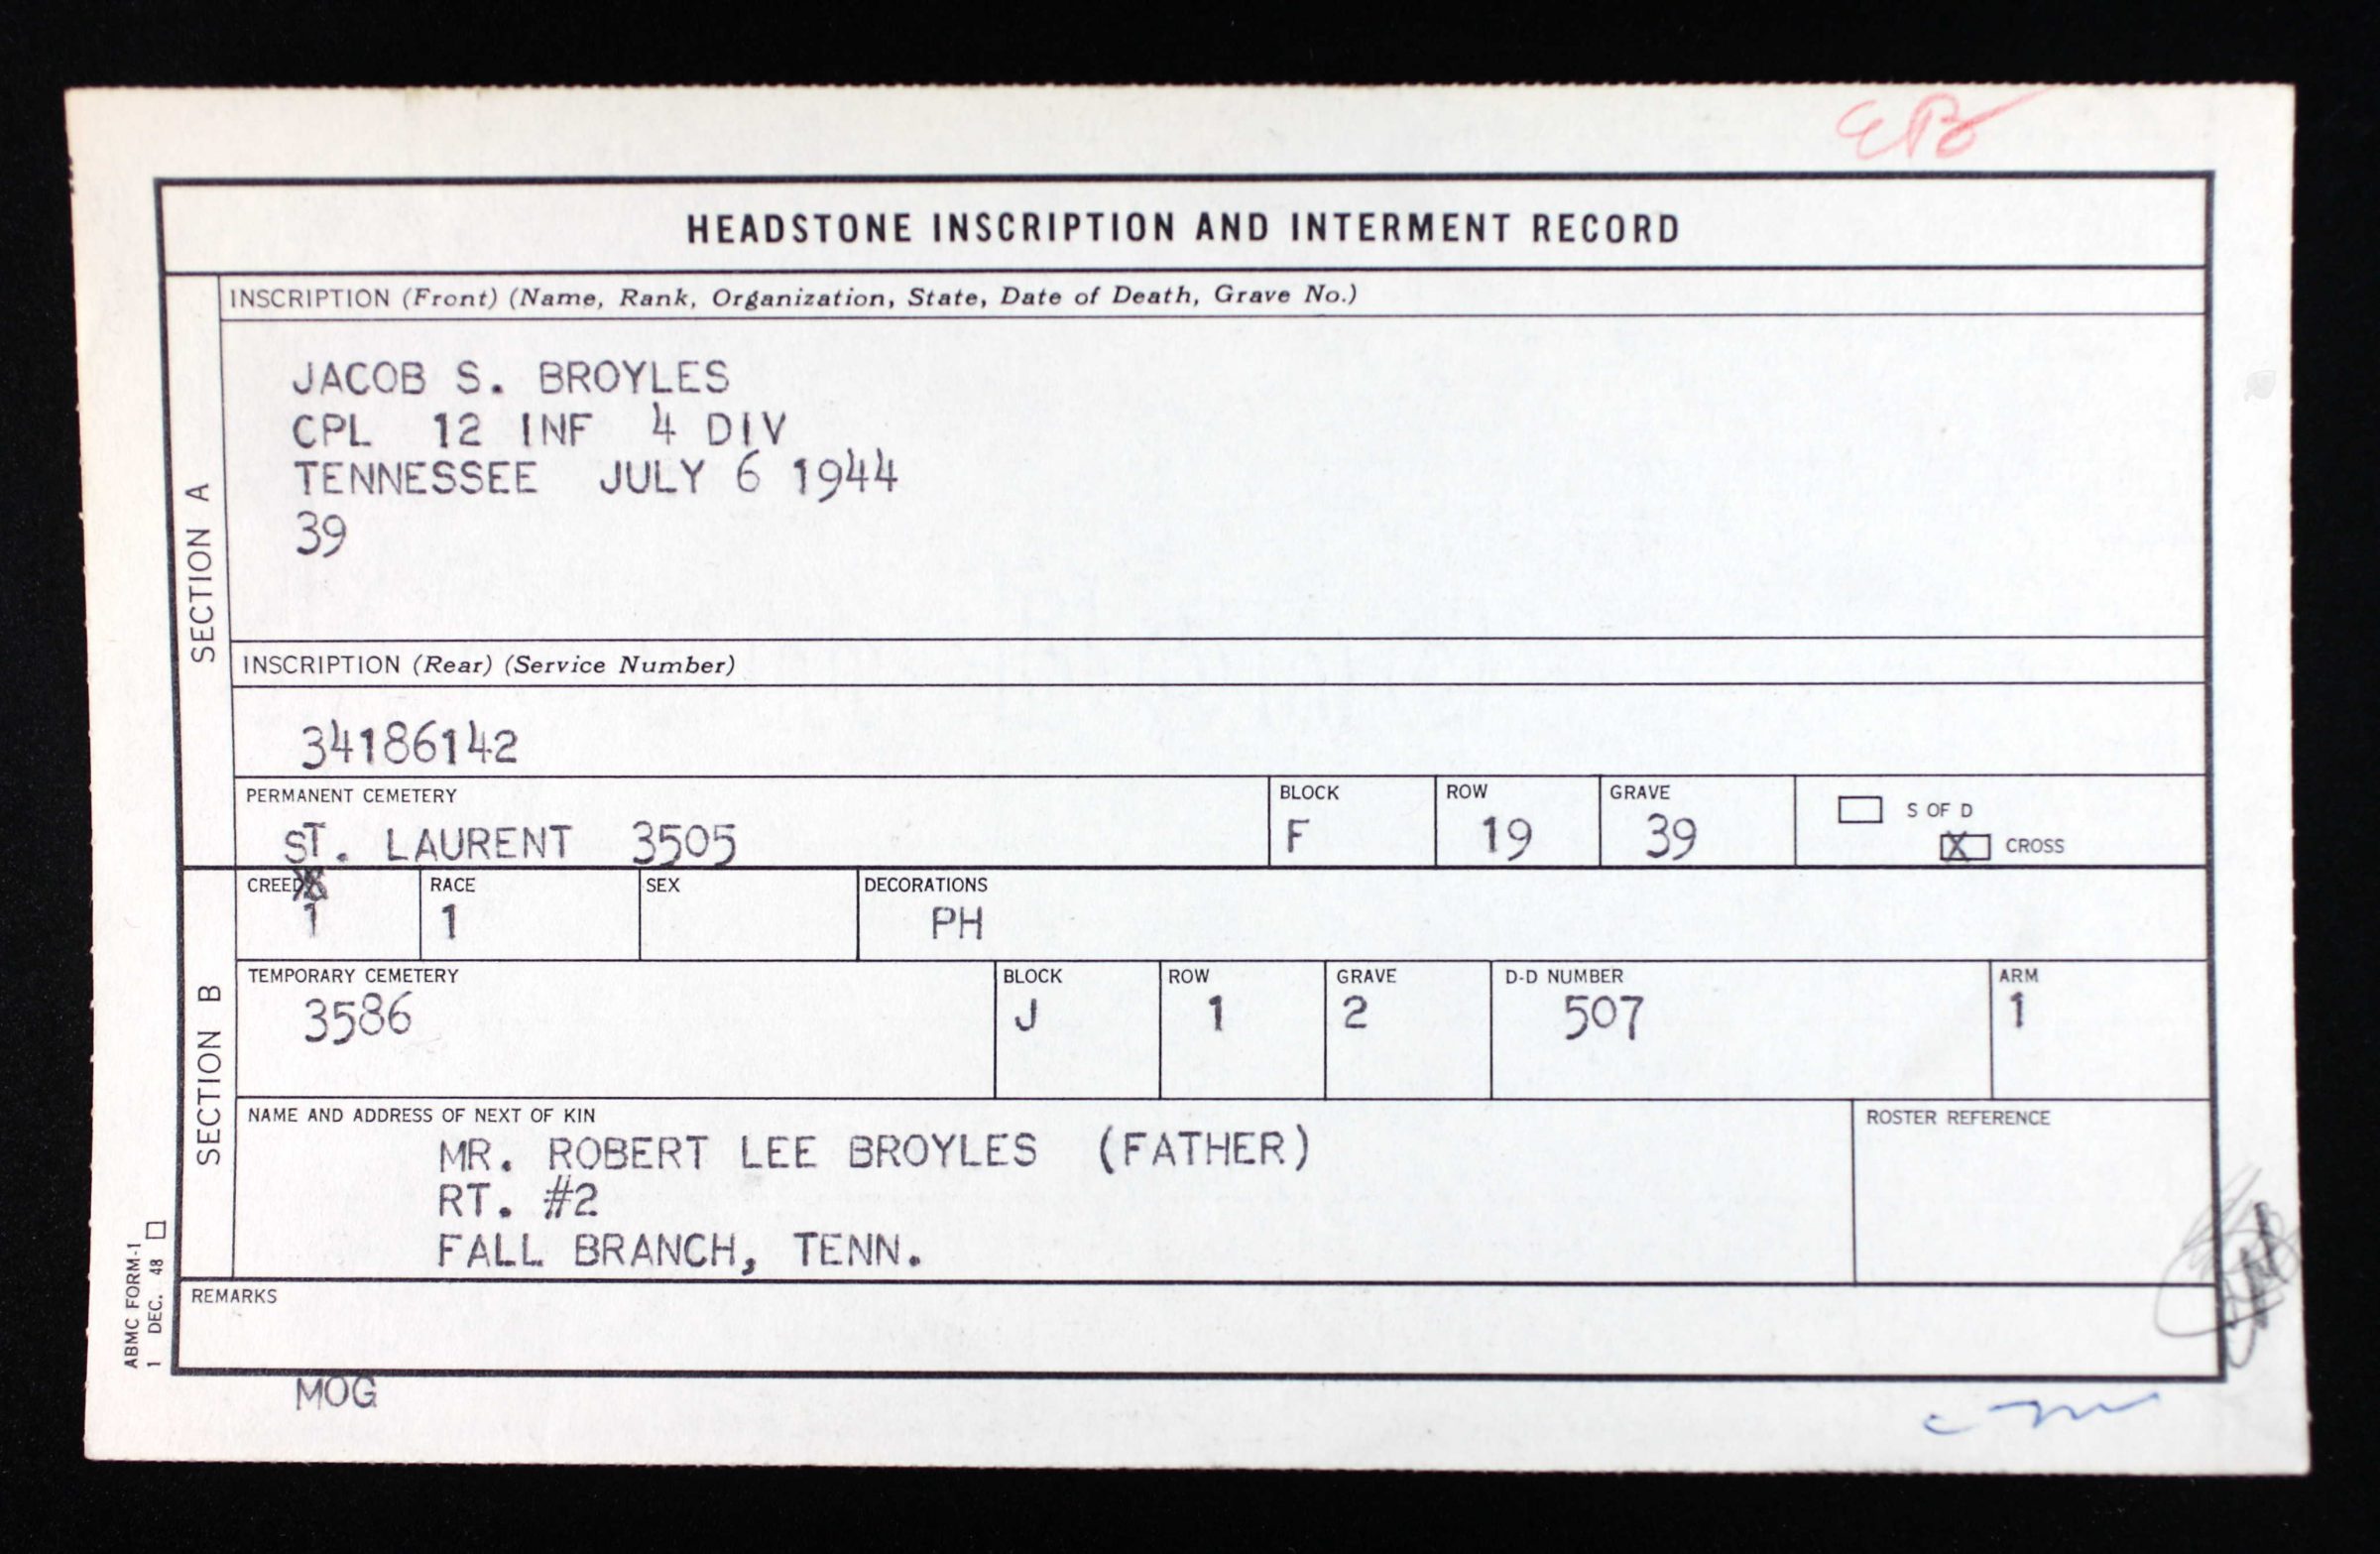 EB
HEADSTONE INSCRIPTION AND INTERMENT RECORD
SECTION A
INSCRIPTION (Front) (Name, Rank, Organization, State, Date of Death, Grave No.)
JACOB S. BROYLES
CPL 12 INF 4 DIV
TENNESSEE JULY 6 1944
39
INSCRIPTION (Rear) (Service Number)
34186142
PERMANENT CEMETERY BLOCK ROW GRAVE
ST. LAURENT 3505 F 19 39
S OF D
X CROSS
SECTION B
CREED RACE SEX DECORATIONS
1 1 PH
TEMPORARY CEMETERY BLOCK ROW GRAVE D-D NUMBER ARM
3586 J 1 2 507 1
NAME AND ADDRESS OF NEXT OF KIN ROSTER REFERENCE
MR. ROBERT LEE BROYLES (FATHER)
RT. #2
FALL BRANCH, TENN.
REMARKS
ABMC FORM-1
1 DEC. 48
MOG